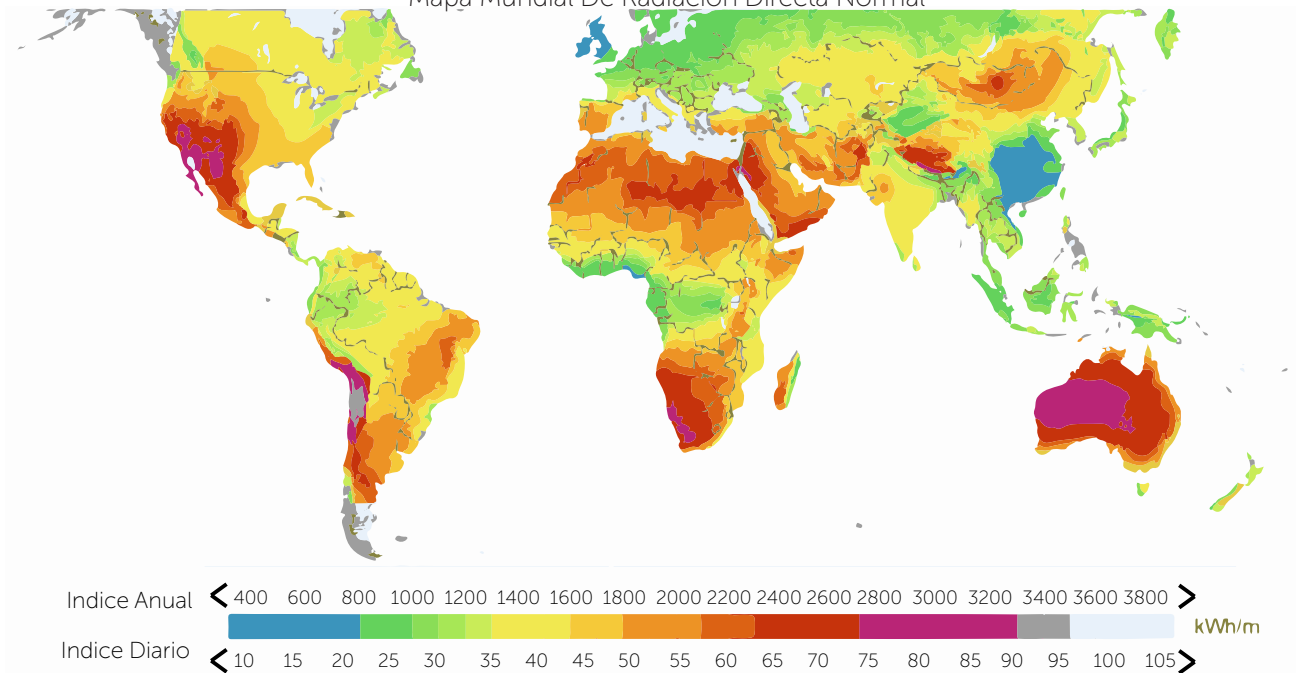 Mapa Mundial De Radiación Directa Normal
Indice Anual < 400 600 800 1000 1200 1400 1600 1800 2000 2200 2400 2600 2800 3000 3200 3400 3600 3800 >
kWh/m
Indice Diario < 10 15 20 25 30 35 40 45 50 55 60 65 70 75 80 85 90 95 100 105 >